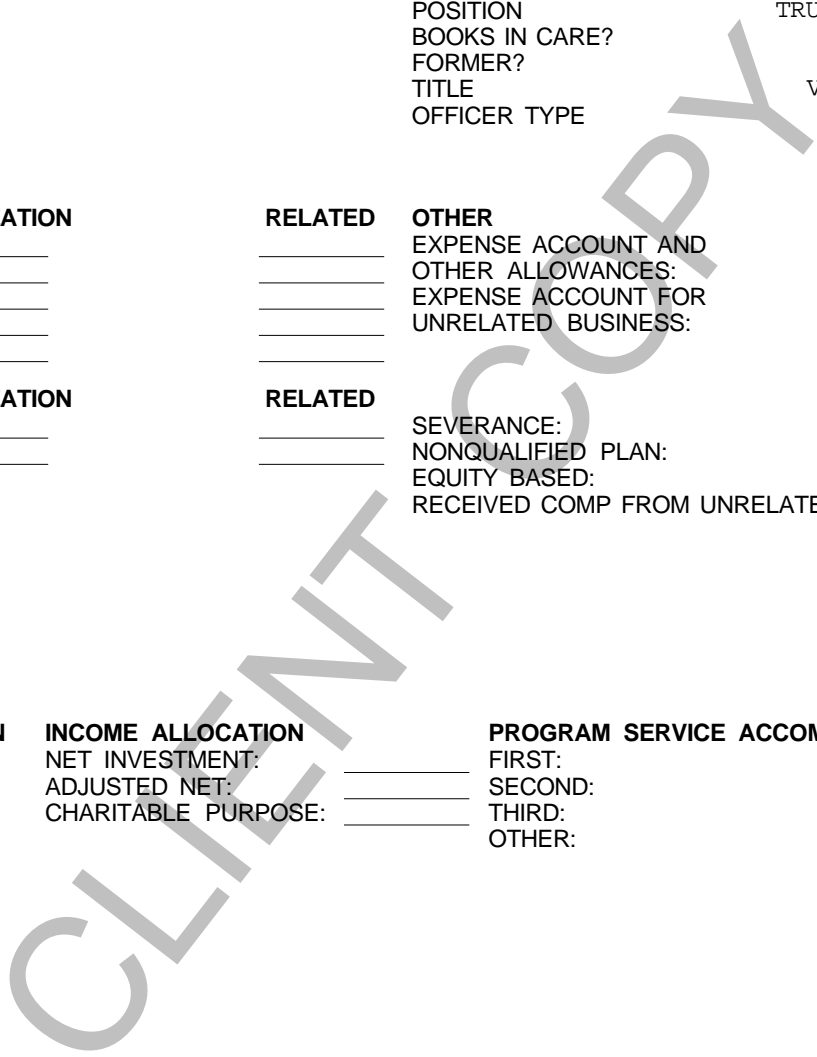 POSITION TRU
BOOKS IN CARE?
FORMER?
TITLE V
OFFICER TYPE
ATION RELATED OTHER
EXPENSE ACCOUNT AND
OTHER ALLOWANCES:
EXPENSE ACCOUNT FOR
UNRELATED BUSINESS:
ATION RELATED
SEVERANCE:
NONQUALIFIED PLAN:
EQUITY BASED:
RECEIVED COMP FROM UNRELATE
N INCOME ALLOCATION PROGRAM SERVICE ACCOM
NET INVESTMENT: FIRST:
ADJUSTED NET: SECOND:
CHARITABLE PURPOSE: THIRD:
OTHER:
CLIENT COPY